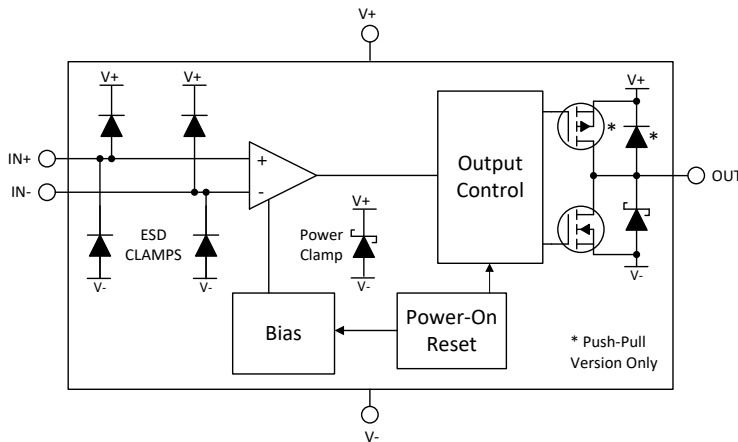 V+
V+
V+
V+
IN+
IN-
+
-
*
*
Output
Control
OUT
ESD
CLAMPS
V+
Power
Clamp
V-
V-
V-
V-
Bias
Power-On
Reset
* Push-Pull
Version Only
V-